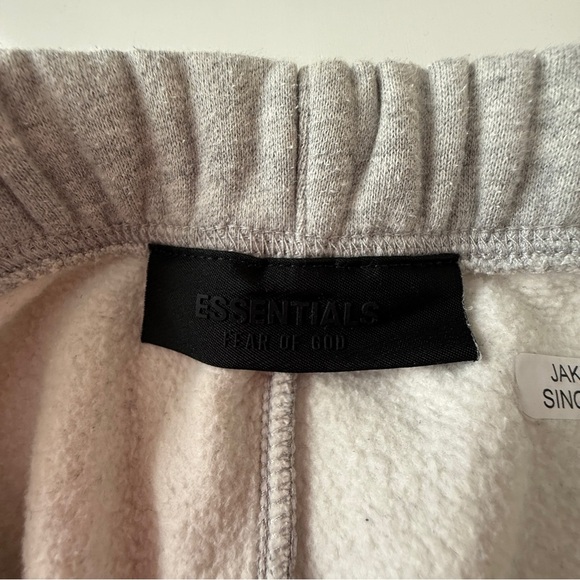 ESSENTIALS
FEAR OF GOD
JAK
SINC